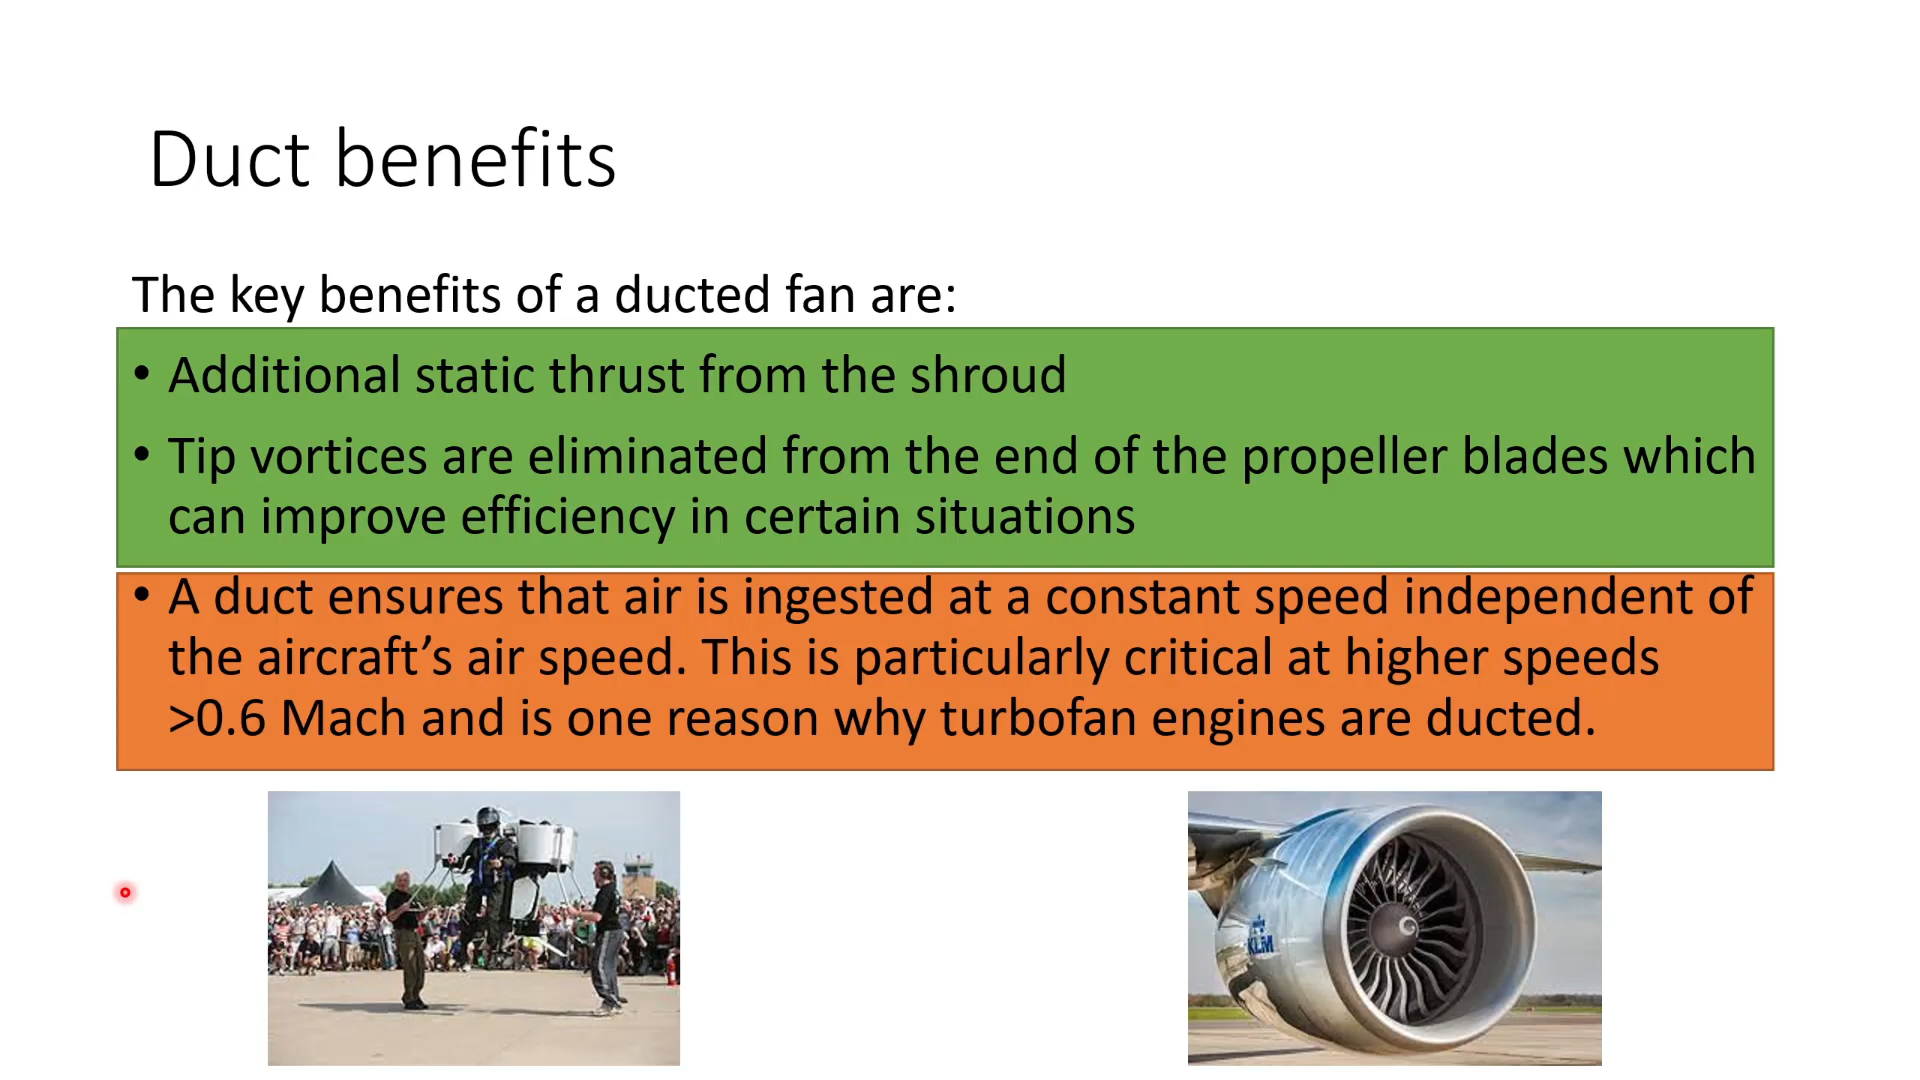 Duct benefits
The key benefits of a ducted fan are:
• Additional static thrust from the shroud
• Tip vortices are eliminated from the end of the propeller blades which
can improve efficiency in certain situations
• A duct ensures that air is ingested at a constant speed independent of
the aircraft’s air speed. This is particularly critical at higher speeds
>0.6 Mach and is one reason why turbofan engines are ducted.
KLM